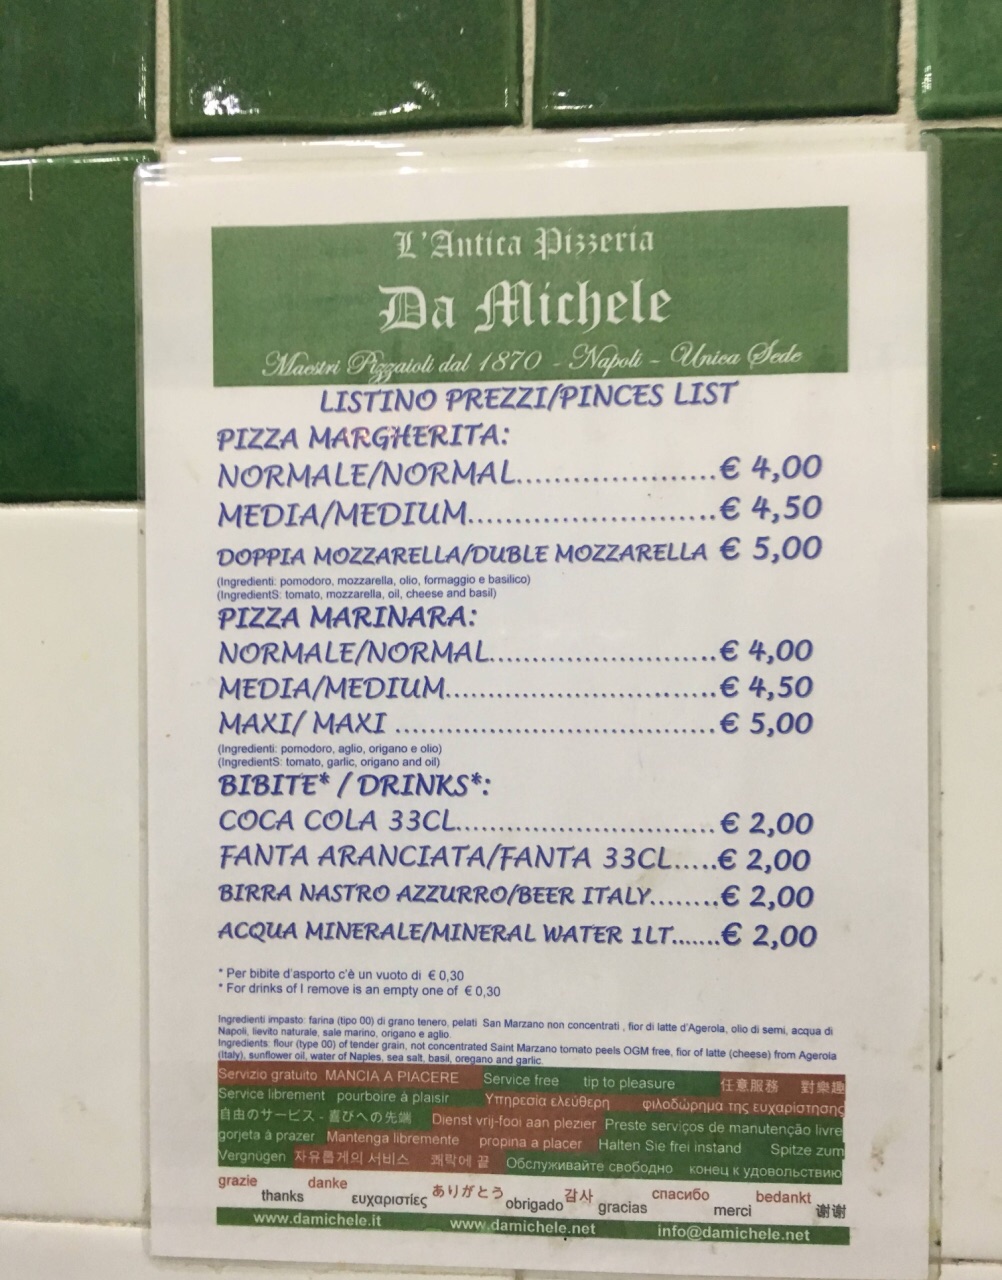 L'Antica Pizzeria
Da Michele
Maestri Pizzaioli dal 1870 - Napoli - Unica Sede
LISTINO PREZZI/PINCES LIST
PIZZA MARGHERITA:
NORMALE/NORMAL.....................€ 4,00
MEDIA/MEDIUM..........................€ 4,50
DOPPIA MOZZARELLA/DUBLE MOZZARELLA € 5,00
(Ingredienti: pomodoro, mozzarella, olio, formaggio e basilico)
(IngredientS: tomato, mozzarella, oil, cheese and basil)
PIZZA MARINARA:
NORMALE/NORMAL........................€ 4,00
MEDIA/MEDIUM.............................€ 4,50
MAXI/ MAXI ..................................€ 5,00
(Ingredienti: pomodoro, aglio, origano e olio)
(IngredientS: tomato, garlic, origano and oil)
BIBITE* / DRINKS*:
COCA COLA 33CL...........................€ 2,00
FANTA ARANCIATA/FANTA 33CL.....€ 2,00
BIRRA NASTRO AZZURRO/BEER ITALY........€ 2,00
ACQUA MINERALE/MINERAL WATER 1LT.......€ 2,00
* Per bibite d'asporto c'è un vuoto di € 0,30
* For drinks of I remove is an empty one of € 0,30
Ingredienti impasto: farina (tipo 00) di grano tenero, pelati San Marzano non concentrati , fior di latte d'Agerola, olio di semi, acqua di
Napoli, lievito naturale, sale marino, origano e aglio.
Ingredients: flour (type 00) of tender grain, not concentrated Saint Marzano tomato peels OGM free, fior of latte (cheese) from Agerola
(Italy), sunflower oil, water of Naples, sea salt, basil, oregano and garlic.
Servizio gratuito MANCIA A PIACERE Service free tip to pleasure 任意服務 對樂趣
Service librement pourboire á plaisir Υπηρεσία ελεύθερη φιλοδώρημα της ευχαρίστησης
自由のサービス - 喜びへの先端 Dienst vrij-fooi aan plezier Preste serviços de manutenção livre
gorjeta à prazer Mantenga libremente propina a placer Halten Sie frei instand Spitze zum
Vergnügen 자유롭게의 서비스 쾌락에 끝 Обслуживайте свободно конец к удовольствию
grazie thanks danke ευχαριστίες ありがとう obrigado 감사 gracias спасибо merci bedankt 谢谢
www.damichele.it www.damichele.net info@damichele.net